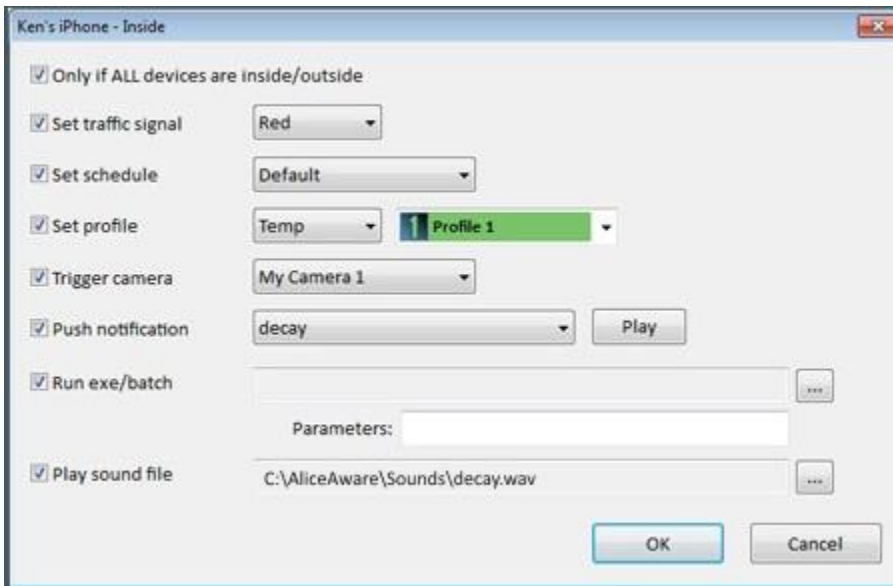 Ken's iPhone - Inside
Only if ALL devices are inside/outside
Set traffic signal Red
Set schedule Default
Set profile Temp 1 Profile 1
Trigger camera My Camera 1
Push notification decay Play
Run exe/batch ...
Parameters:
Play sound file C:\AliceAware\Sounds\decay.wav ...
OK Cancel